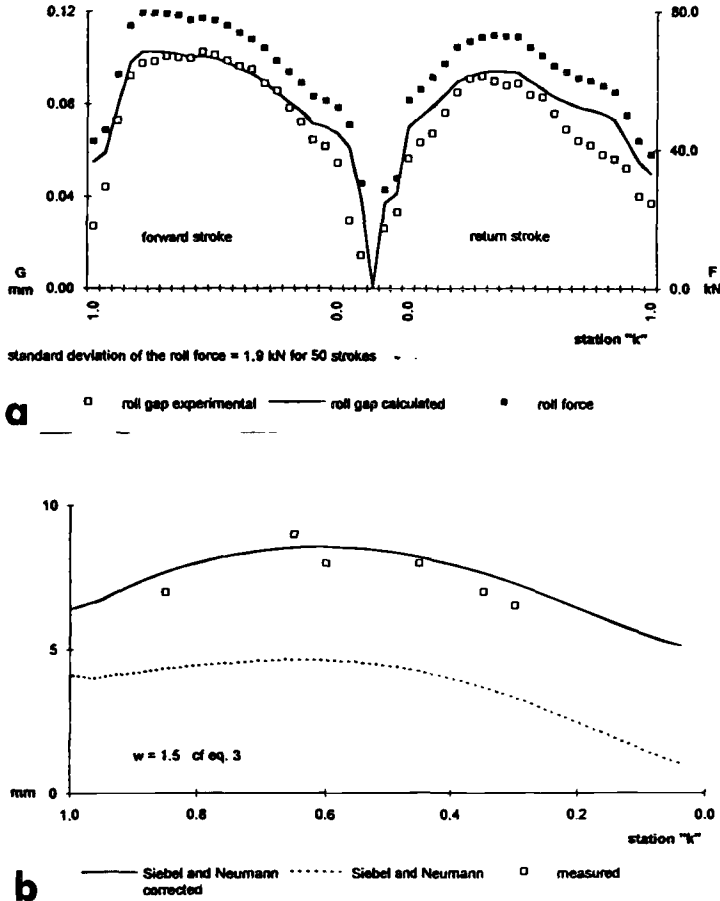 0.12
80.0
0.08
40.0
0.04
forward stroke
return stroke
G
mm
0.00
0.0
F
kN
1.0
0.0
0.0
1.0
station "k"
standard deviation of the roll force = 1.9 kN for 50 strokes
a
roll gap experimental
roll gap calculated
roll force
10
5
w = 1.5 cf eq. 3
mm
0
1.0
0.8
0.6
0.4
0.2
0.0
station "k"
b
Siebel and Neumann corrected
Siebel and Neumann
measured